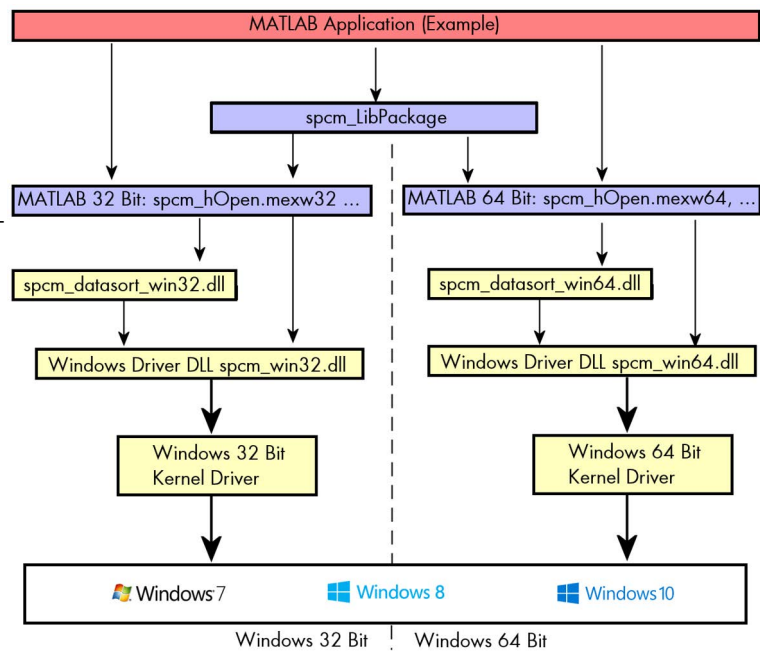 MATLAB Application (Example)
spcm_LibPackage
MATLAB 32 Bit: spcm_hOpen.mexw32 ...
MATLAB 64 Bit: spcm_hOpen.mexw64, ...
spcm_datasort_win32.dll
spcm_datasort_win64.dll
Windows Driver DLL spcm_win32.dll
Windows Driver DLL spcm_win64.dll
Windows 32 Bit
Kernel Driver
Windows 64 Bit
Kernel Driver
Windows 7
Windows 8
Windows 10
Windows 32 Bit
Windows 64 Bit